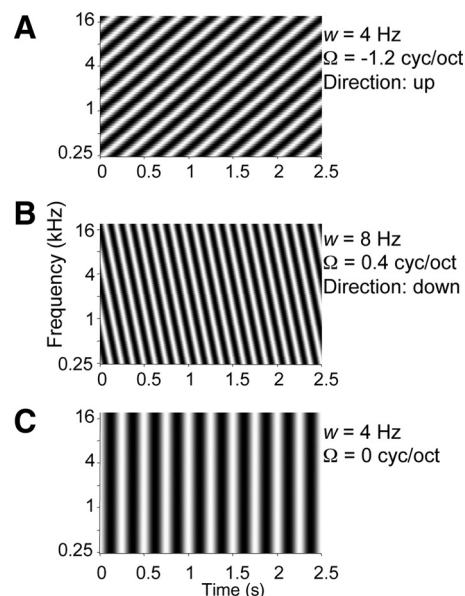 A
16
4
1
0.25
0 0.5 1 1.5 2 2.5
w = 4 Hz
Ω = -1.2 cyc/oct
Direction: up
B
Frequency (kHz)
16
4
1
0.25
0 0.5 1 1.5 2 2.5
w = 8 Hz
Ω = 0.4 cyc/oct
Direction: down
C
16
4
1
0.25
0 0.5 1 1.5 2 2.5
Time (s)
w = 4 Hz
Ω = 0 cyc/oct